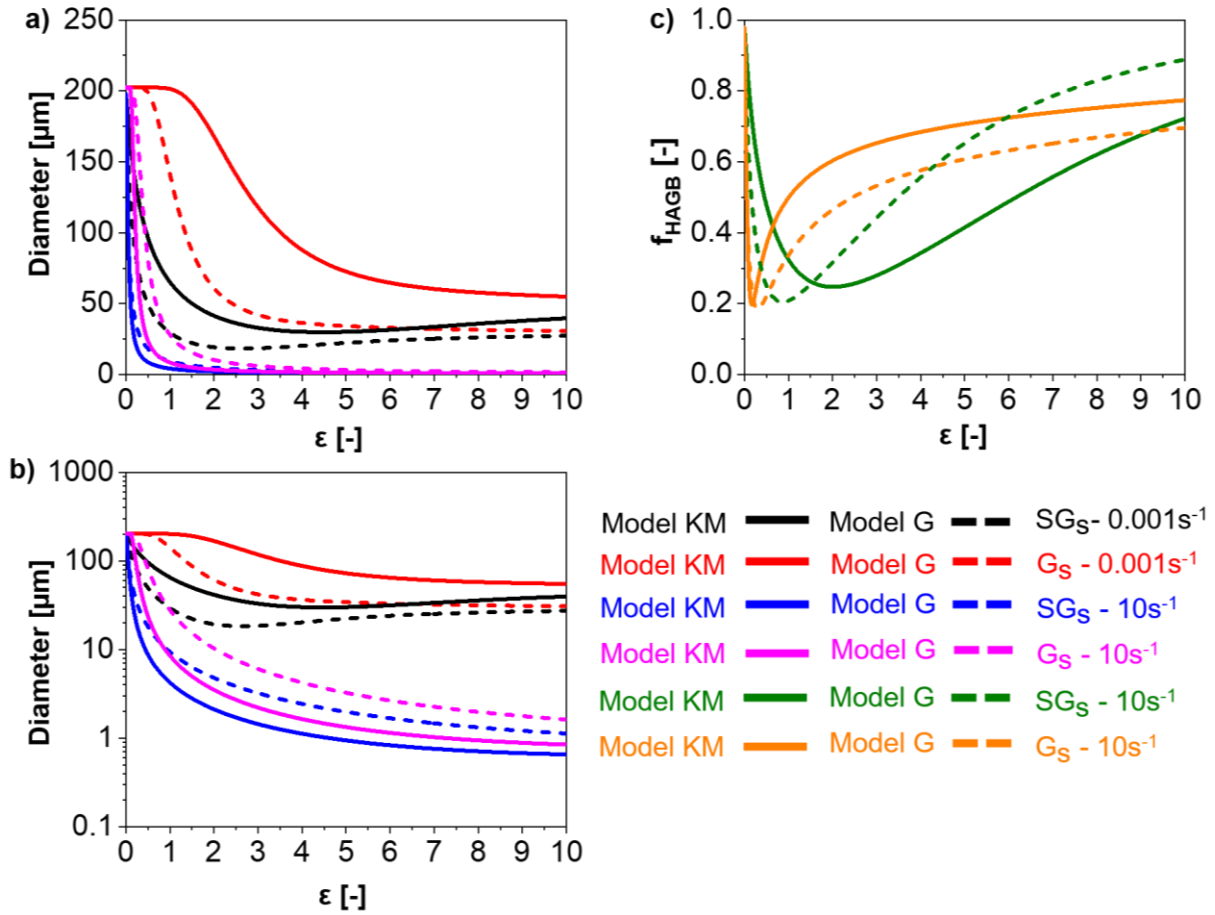 a)
250
200
150
100
50
0
Diameter [µm]
0 1 2 3 4 5 6 7 8 9 10
ε [-]
c)
1.0
0.8
0.6
0.4
0.2
0.0
fHAGB [-]
0 1 2 3 4 5 6 7 8 9 10
ε [-]
b)
1000
100
10
1
0.1
Diameter [µm]
0 1 2 3 4 5 6 7 8 9 10
ε [-]
Model KM Model G SGS- 0.001s-1
Model KM Model G GS - 0.001s-1
Model KM Model G SGS - 10s-1
Model KM Model G GS - 10s-1
Model KM Model G SGS - 10s-1
Model KM Model G GS - 10s-1